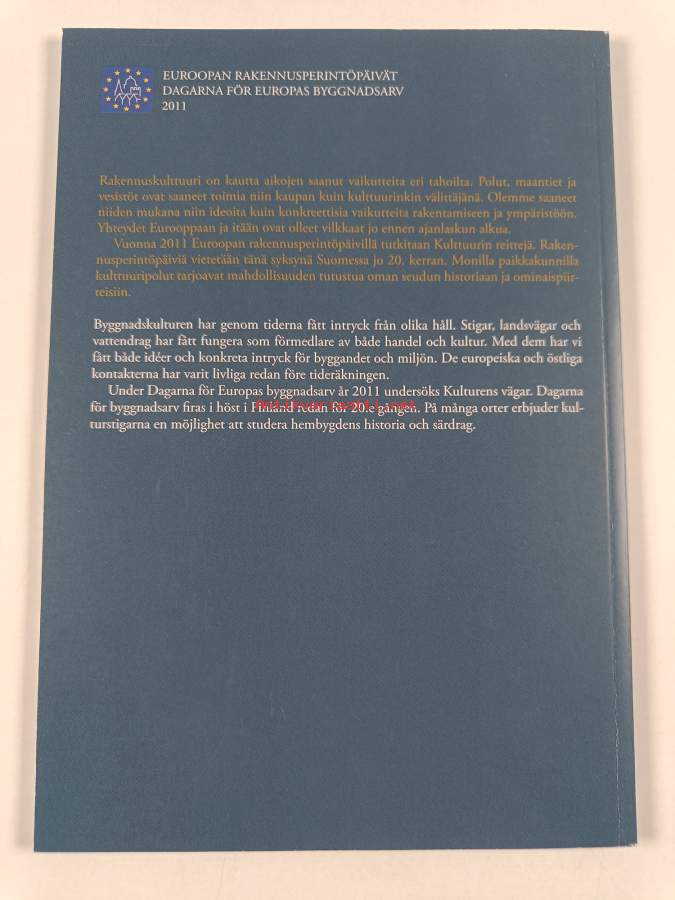 EUROOPAN RAKENNUSPERINTÖPÄIVÄT
DAGARNA FÖR EUROPAS BYGGNADSARV
2011
Rakennuskulttuuri on kautta aikojen saanut vaikutteita eri tahoilta. Polut, maantiet ja
vesistöt ovat saaneet toimia niin kaupan kuin kulttuurinkin välittäjänä. Olemme saaneet
niiden mukana niin ideoita kuin konkreettisia vaikutteita rakentamiseen ja ympäristöön.
Yhteydet Eurooppaan ja itään ovat olleet vilkkaat jo ennen ajanlaskun alkua.
Vuonna 2011 Euroopan rakennusperintöpäivillä tutkitaan Kulttuurin reittejä. Raken-
nusperintöpäiviä vietetään tänä syksynä Suomessa jo 20. kerran. Monilla paikkakunnilla
kulttuuripolut tarjoavat mahdollisuuden tutustua oman seudun historiaan ja ominaispiir-
teisiin.
Byggnadskulturen har genom tiderna fått intryck från olika håll. Stigar, landsvägar och
vattendrag har fått fungera som förmedlare av både handel och kultur. Med dem har vi
fått både idéer och konkreta intryck för byggandet och miljön. De europeiska och östliga
kontakterna har varit livliga redan före tideräkningen.
Under Dagarna för Europas byggnadsarv år 2011 undersöks Kulturens vägar. Dagarna
för byggnadsarv firas i höst i Finland redan för 20:e gången. På många orter erbjuder kul-
turstigarna en möjlighet att studera hembygdens historia och särdrag.